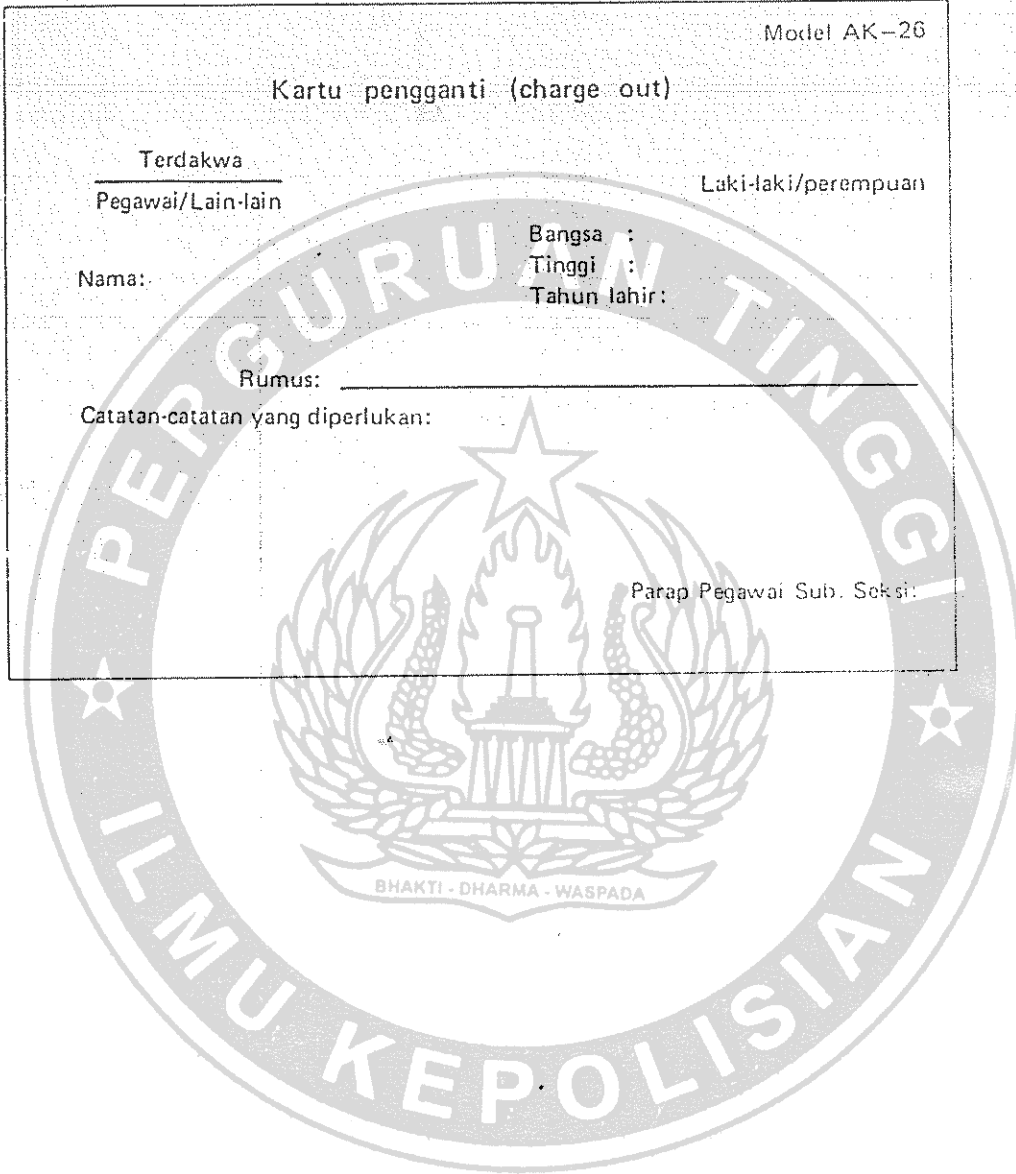 Model AK–26
Kartu pengganti (charge out)
Terdakwa
Pegawai/Lain-lain
Laki-laki/perempuan
Nama:
Bangsa :
Tinggi :
Tahun lahir:
Rumus:
Catatan-catatan yang diperlukan:
Parap Pegawai Sub. Seksi:
PERGURUAN TINGGI
BHAKTI - DHARMA - WASPADA
ILMU KEPOLISIAN